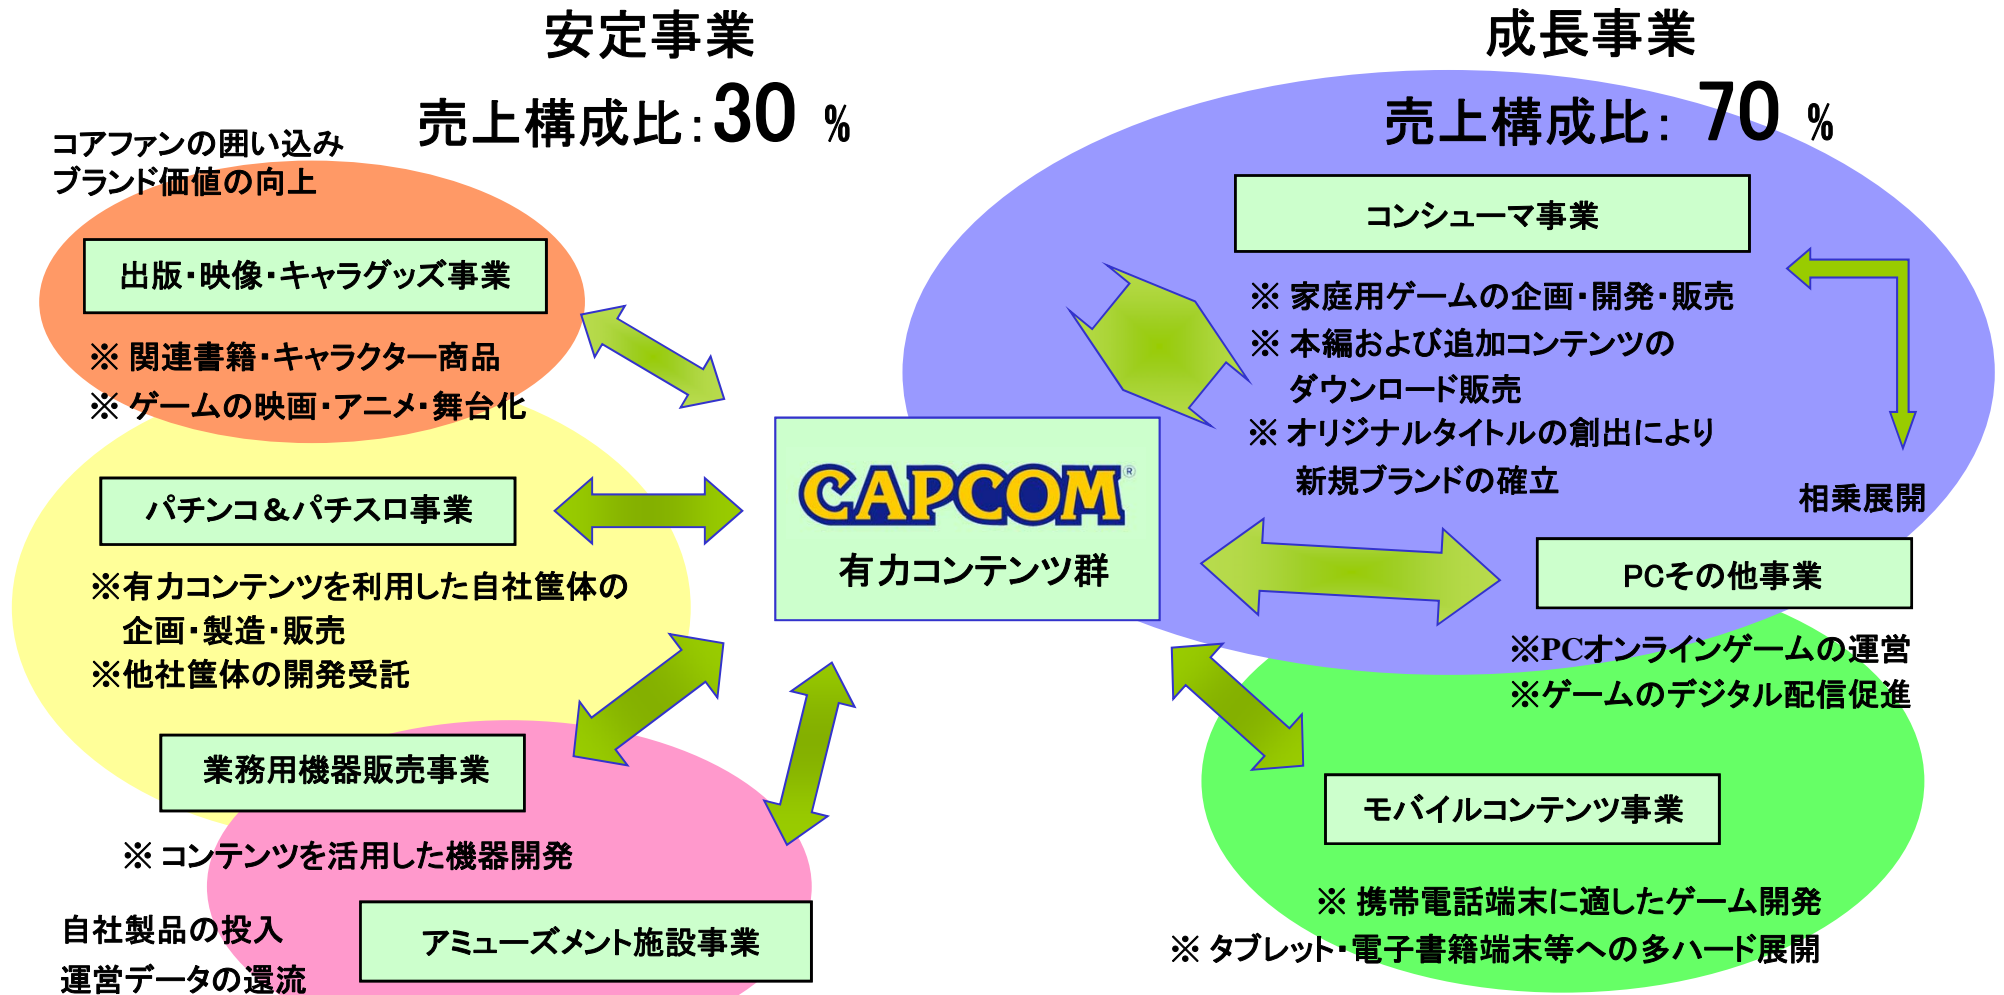 安定事業
売上構成比:30 %
コアファンの囲い込み
ブランド価値の向上
出版・映像・キャラグッズ事業
※ 関連書籍・キャラクター商品
※ ゲームの映画・アニメ・舞台化
パチンコ&パチスロ事業
※有力コンテンツを利用した自社筺体の
企画・製造・販売
※他社筺体の開発受託
業務用機器販売事業
※ コンテンツを活用した機器開発
自社製品の投入
運営データの還流
アミューズメント施設事業
CAPCOM®
有力コンテンツ群
成長事業
売上構成比: 70 %
コンシューマ事業
※ 家庭用ゲームの企画・開発・販売
※ 本編および追加コンテンツの
ダウンロード販売
※ オリジナルタイトルの創出により
新規ブランドの確立
相乗展開
PCその他事業
※PCオンラインゲームの運営
※ゲームのデジタル配信促進
モバイルコンテンツ事業
※ 携帯電話端末に適したゲーム開発
※ タブレット・電子書籍端末等への多ハード展開